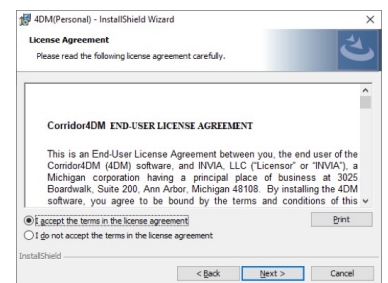 4DM(Personal) - InstallShield Wizard
License Agreement
Please read the following license agreement carefully.
Corridor4DM END-USER LICENSE AGREEMENT
This is an End-User License Agreement between you, the end user of the
Corridor4DM (4DM) software, and INVIA, LLC ("Licensor" or "INVIA"), a
Michigan corporation having a principal place of business at 3025
Boardwalk, Suite 200, Ann Arbor, Michigan 48108. By installing the 4DM
software, you agree to be bound by the terms and conditions of this
I accept the terms in the license agreement
Print
I do not accept the terms in the license agreement
InstallShield
< Back
Next >
Cancel